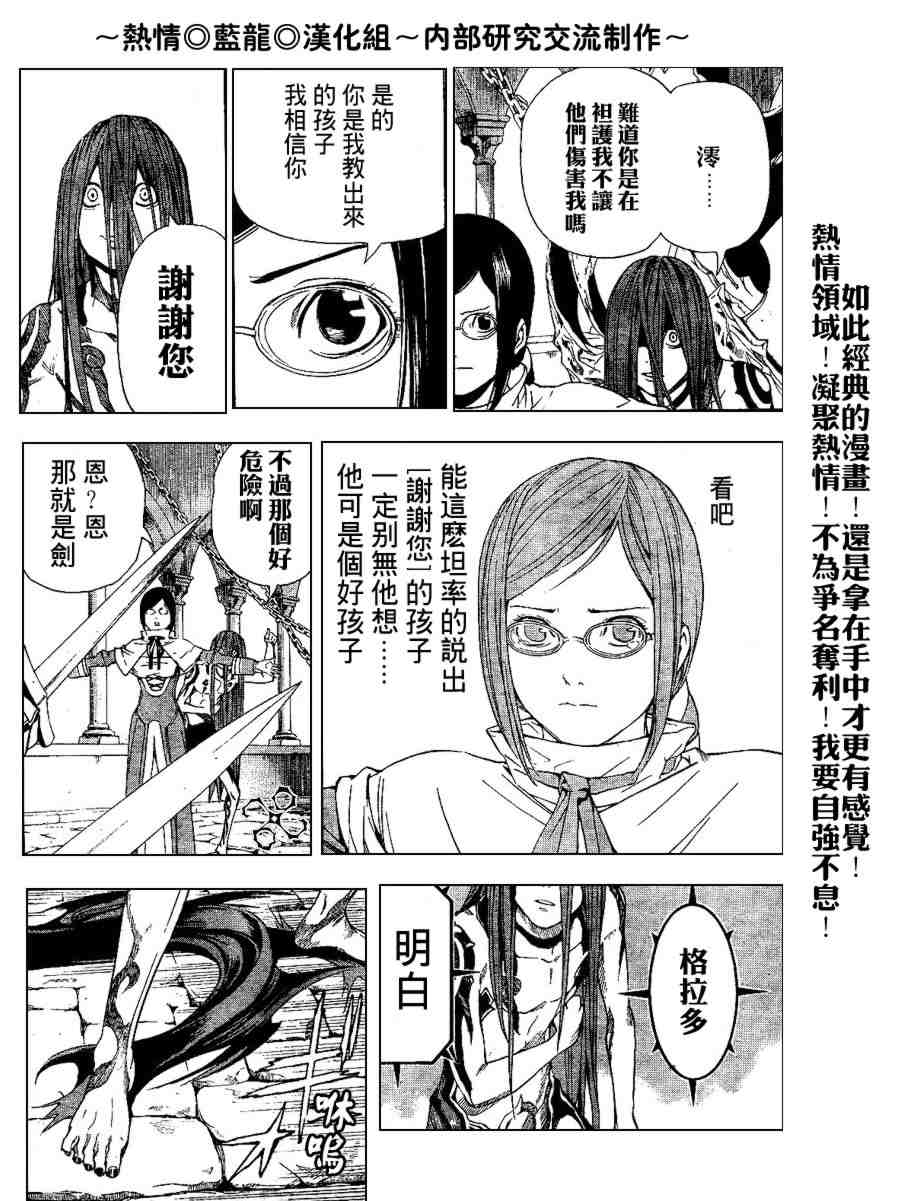 ～熱情◎藍龍◎漢化組～内部研究交流制作～
澪……
難道你是在
袒護我不讓
他們傷害我嗎
是的
你是我教出來
的孩子
我相信你
謝謝您
看吧
能這麽坦率的説出
[謝謝您]的孩子
一定别無他想……
他可是個好孩子
不過那個好
危險啊
恩？恩
那就是劍
格拉多
明白
咻
嗚
如此經典的漫畫！還是拿在手中才更有感覺！
熱情領域！凝聚熱情！不為爭名奪利！我要自強不息！